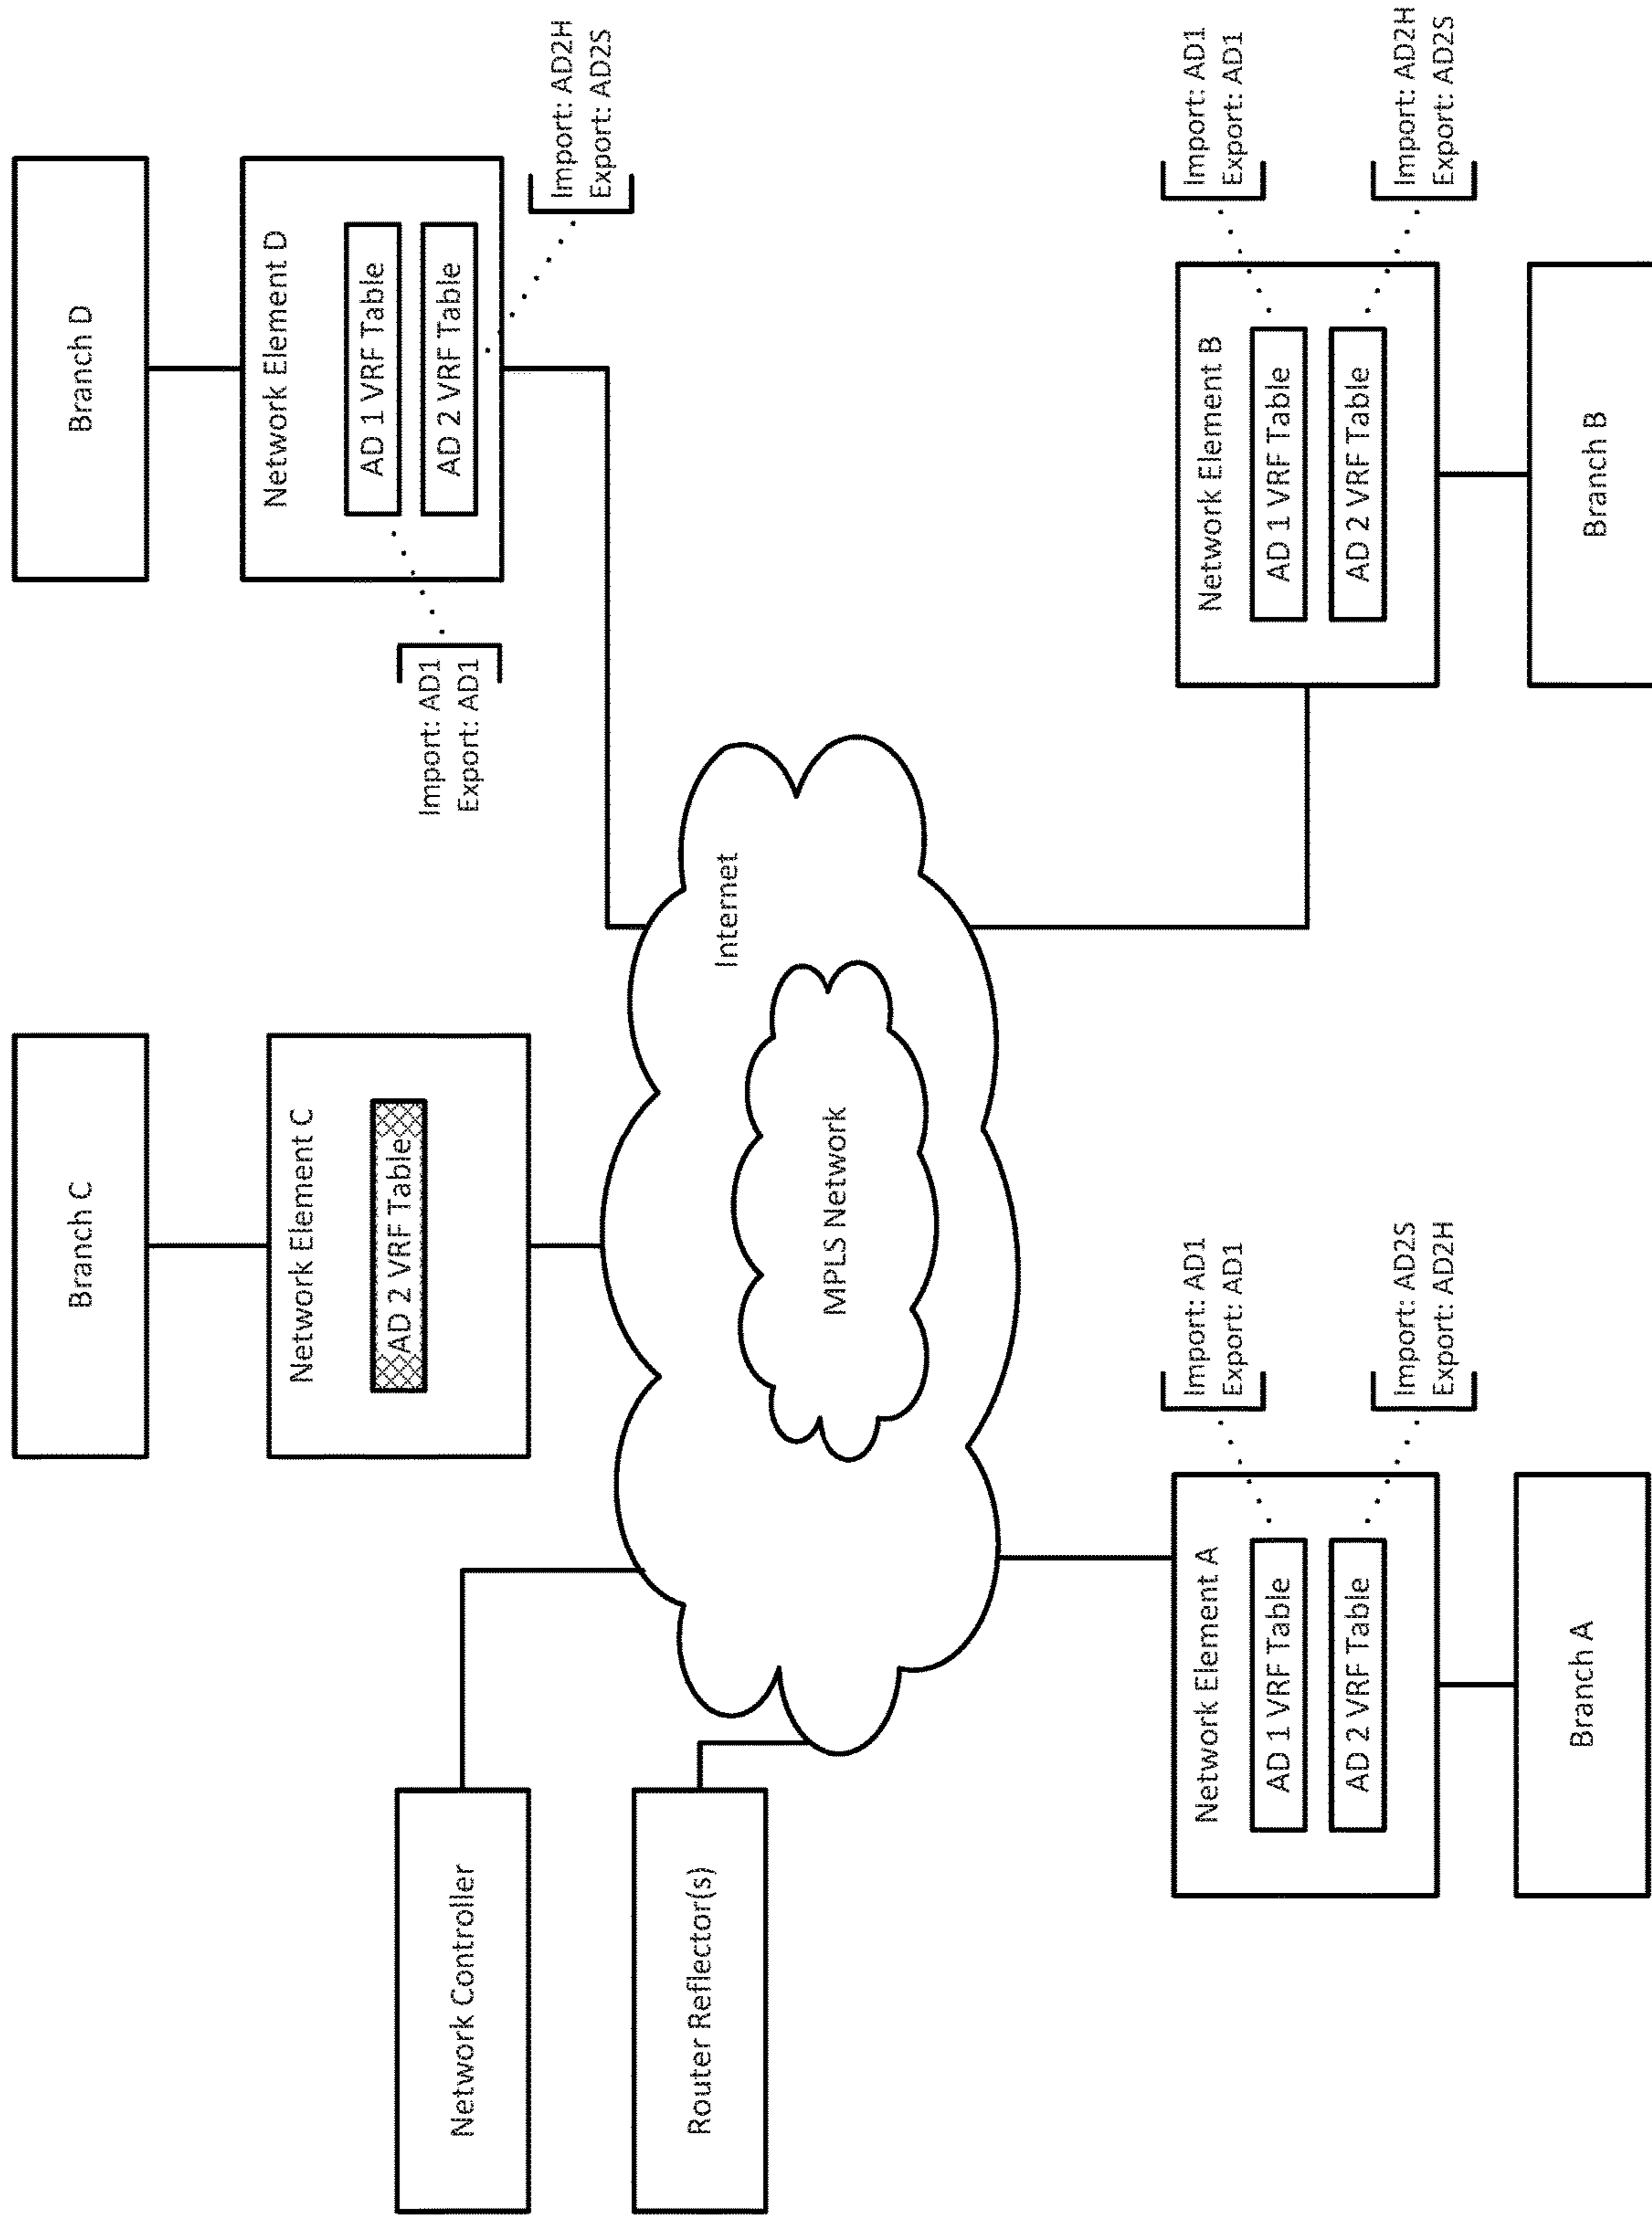 Network Controller
Router Reflector(s)
Branch C
Network Element C
AD 2 VRF Table
Branch D
Network Element D
AD 1 VRF Table
AD 2 VRF Table
Import: AD1
Export: AD1
Import: AD2H
Export: AD2S
Internet
MPLS Network
Network Element A
AD 1 VRF Table
AD 2 VRF Table
Import: AD1
Export: AD1
Import: AD2S
Export: AD2H
Branch A
Network Element B
AD 1 VRF Table
AD 2 VRF Table
Import: AD1
Export: AD1
Import: AD2H
Export: AD2S
Branch B